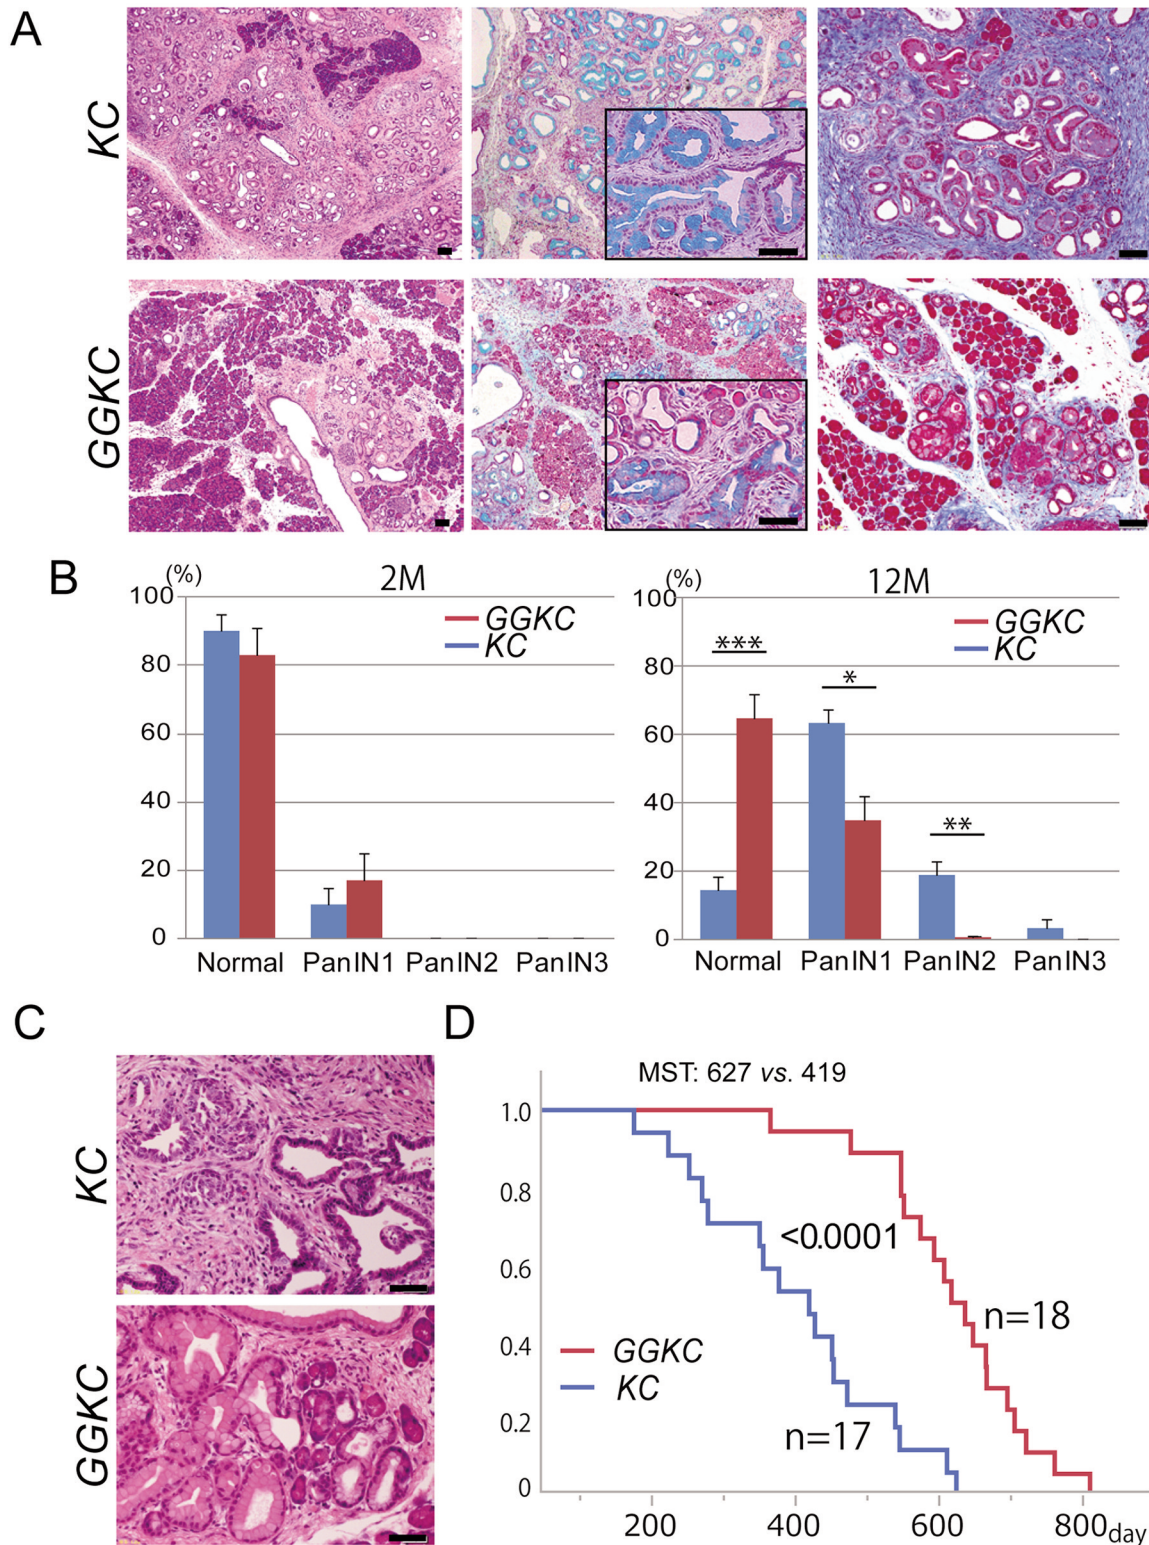 A
KC
GGKC
B
(%)
2M
100
80
60
40
20
0
GGKC
KC
Normal
PanIN1
PanIN2
PanIN3
(%)
12M
100
80
60
40
20
0
GGKC
KC
***
*
**
Normal
PanIN1
PanIN2
PanIN3
C
KC
GGKC
D
MST: 627 vs. 419
1.0
0.8
0.6
0.4
0.2
0
<0.0001
n=18
GGKC
KC
n=17
200
400
600
800
day